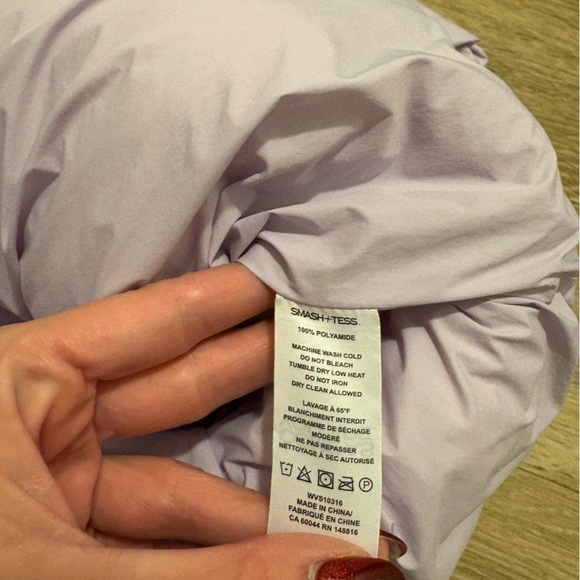 SMASH+TESS
100% POLYAMIDE
MACHINE WASH COLD
DO NOT BLEACH
TUMBLE DRY LOW HEAT
DO NOT IRON
DRY CLEAN ALLOWED
LAVAGE À 65°F
BLANCHIMENT INTERDIT
PROGRAMME DE SÉCHAGE
MODÉRÉ
NE PAS REPASSER
NETTOYAGE À SEC AUTORISÉ
P
WVS10316
MADE IN CHINA/
FABRIQUÉ EN CHINE
CA 50044 RN 148816